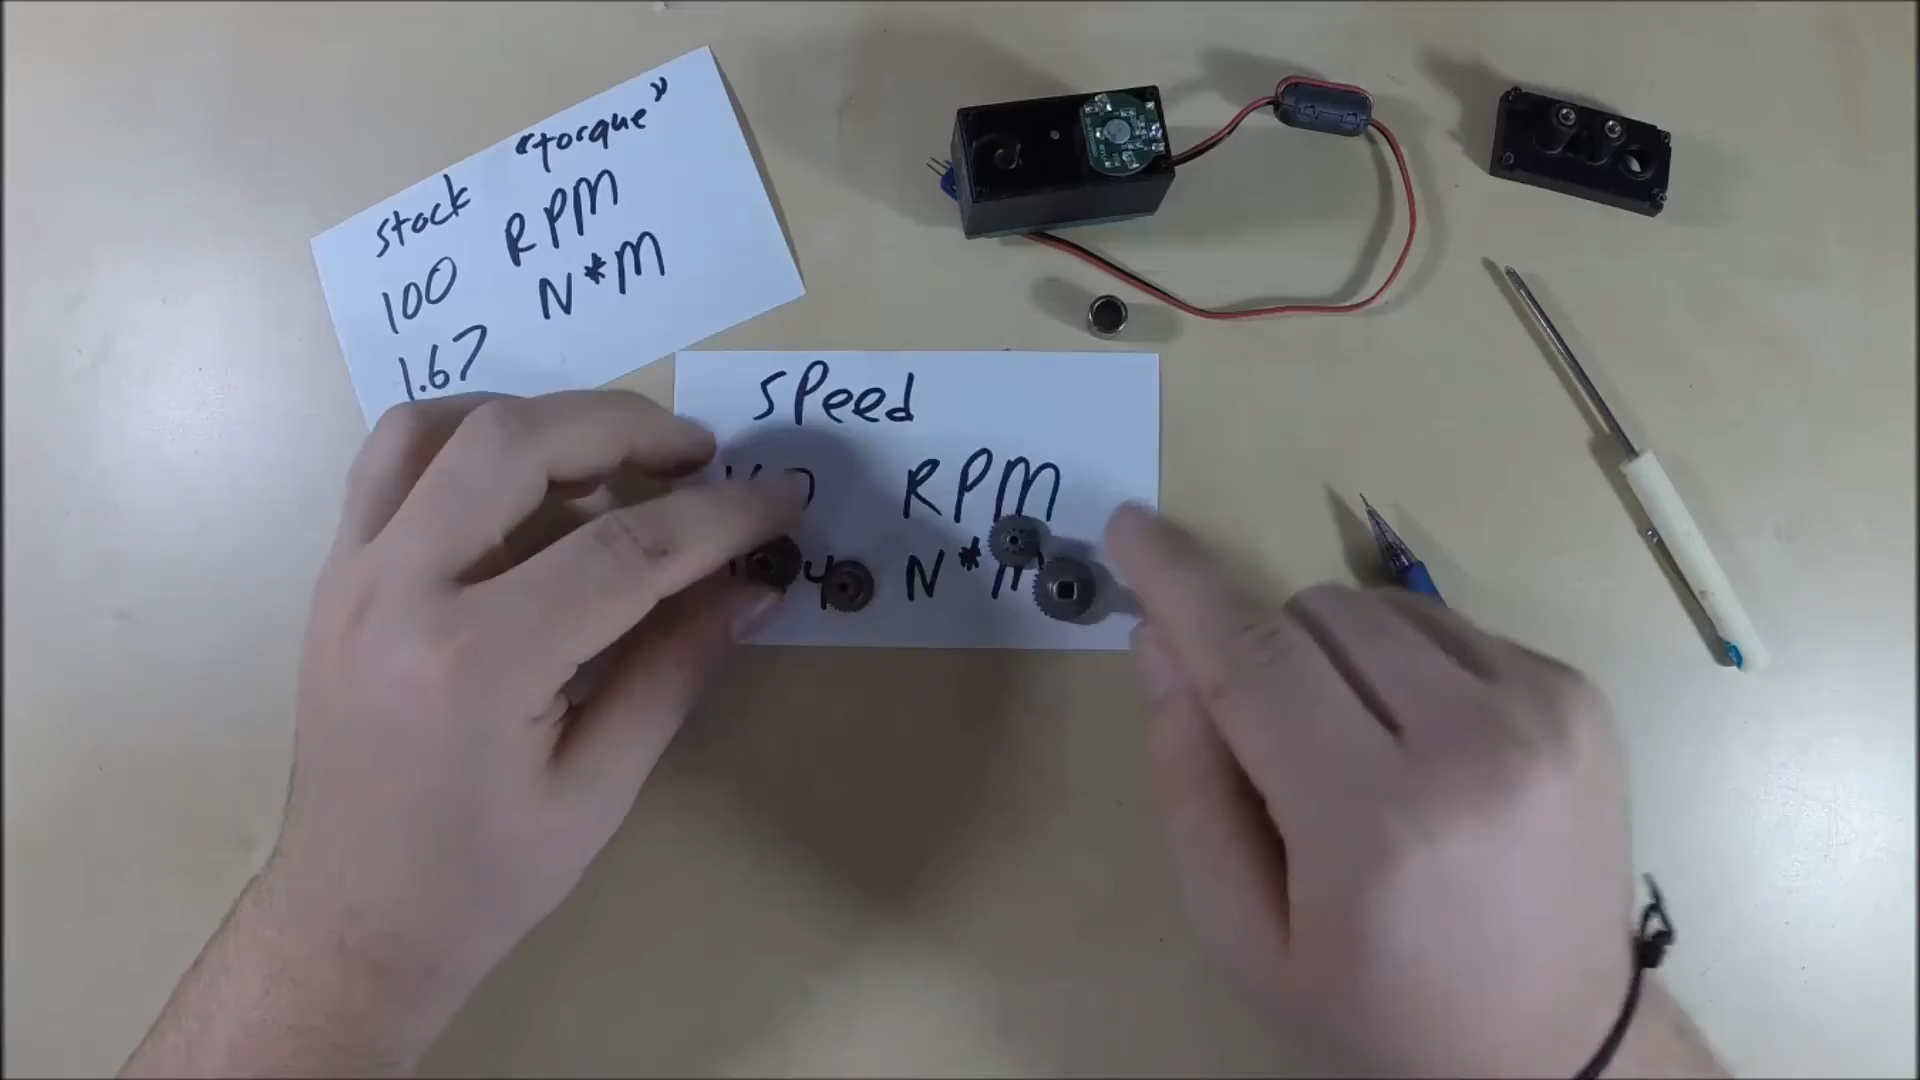 stock "torque"
100 RPM
1.67 N*M
speed
RPM
N*m